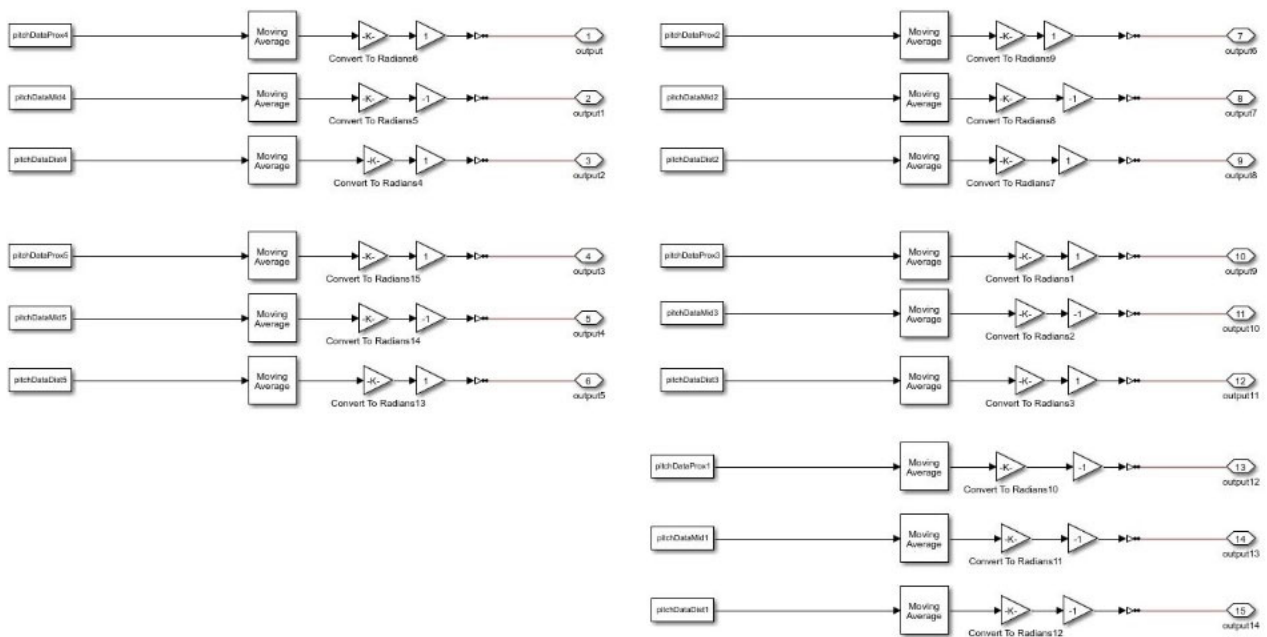 pitchDataProx4
Moving
Average
-K-
1
1
Convert To Radians6
output
pitchDataMid4
Moving
Average
-K-
-1
2
Convert To Radians5
output1
pitchDataDist4
Moving
Average
-K-
1
3
Convert To Radians4
output2
pitchDataProx5
Moving
Average
-K-
1
4
Convert To Radians15
output3
pitchDataMid5
Moving
Average
-K-
-1
5
Convert To Radians14
output4
pitchDataDist5
Moving
Average
-K-
1
6
Convert To Radians13
output5
pitchDataProx2
Moving
Average
-K-
1
7
Convert To Radians9
output6
pitchDataMid2
Moving
Average
-K-
-1
8
Convert To Radians8
output7
pitchDataDist2
Moving
Average
-K-
1
9
Convert To Radians7
output8
pitchDataProx3
Moving
Average
-K-
1
10
Convert To Radians1
output9
pitchDataMid3
Moving
Average
-K-
-1
11
Convert To Radians2
output10
pitchDataDist3
Moving
Average
-K-
1
12
Convert To Radians3
output11
pitchDataProx1
Moving
Average
-K-
-1
13
Convert To Radians10
output12
pitchDataMid1
Moving
Average
-K-
-1
14
Convert To Radians11
output13
pitchDataDist1
Moving
Average
-K-
-1
15
Convert To Radians12
output14